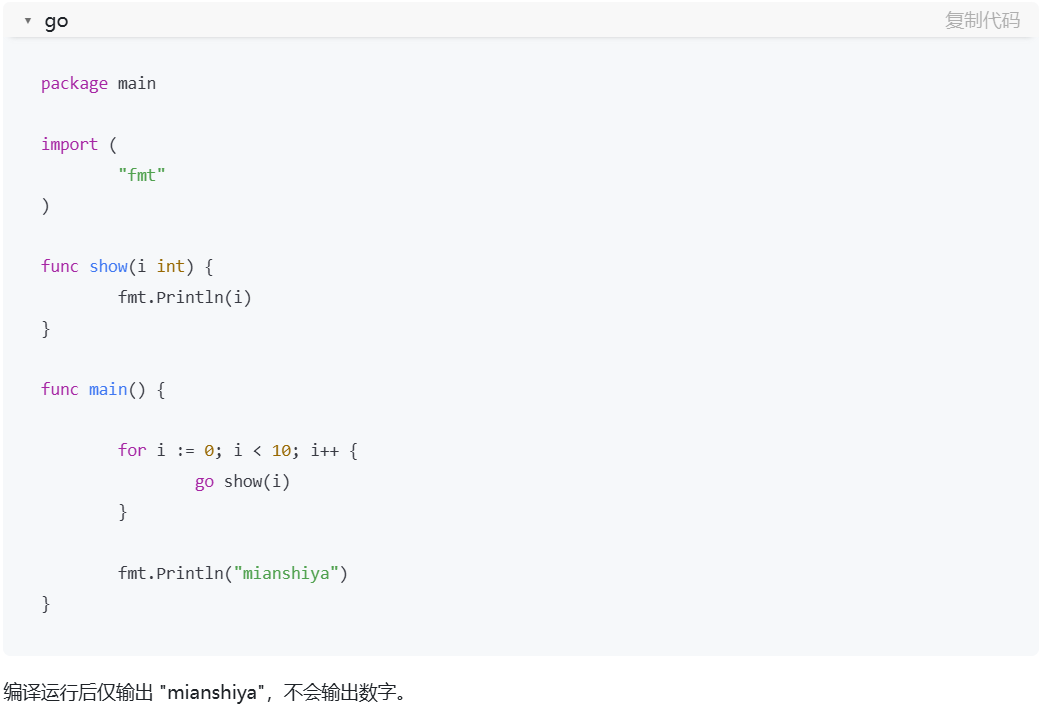 go
复制代码
package main
import (
"fmt"
)
func show(i int) {
fmt.Println(i)
}
func main() {
for i := 0; i < 10; i++ {
go show(i)
}
fmt.Println("mianshiya")
}
编译运行后仅输出 "mianshiya"，不会输出数字。